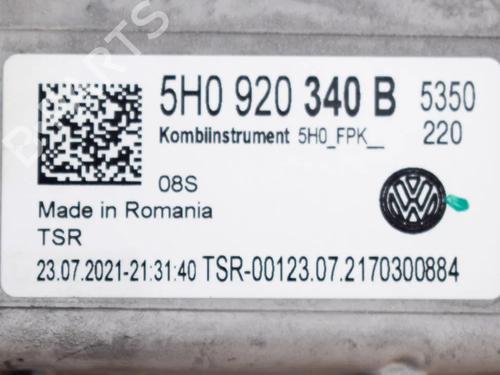 5H0 920 340 B 5350
Kombiinstrument 5H0_FPK__ 220
08S
Made in Romania
TSR
23.07.2021-21:31:40 TSR-00123.07.2170300884